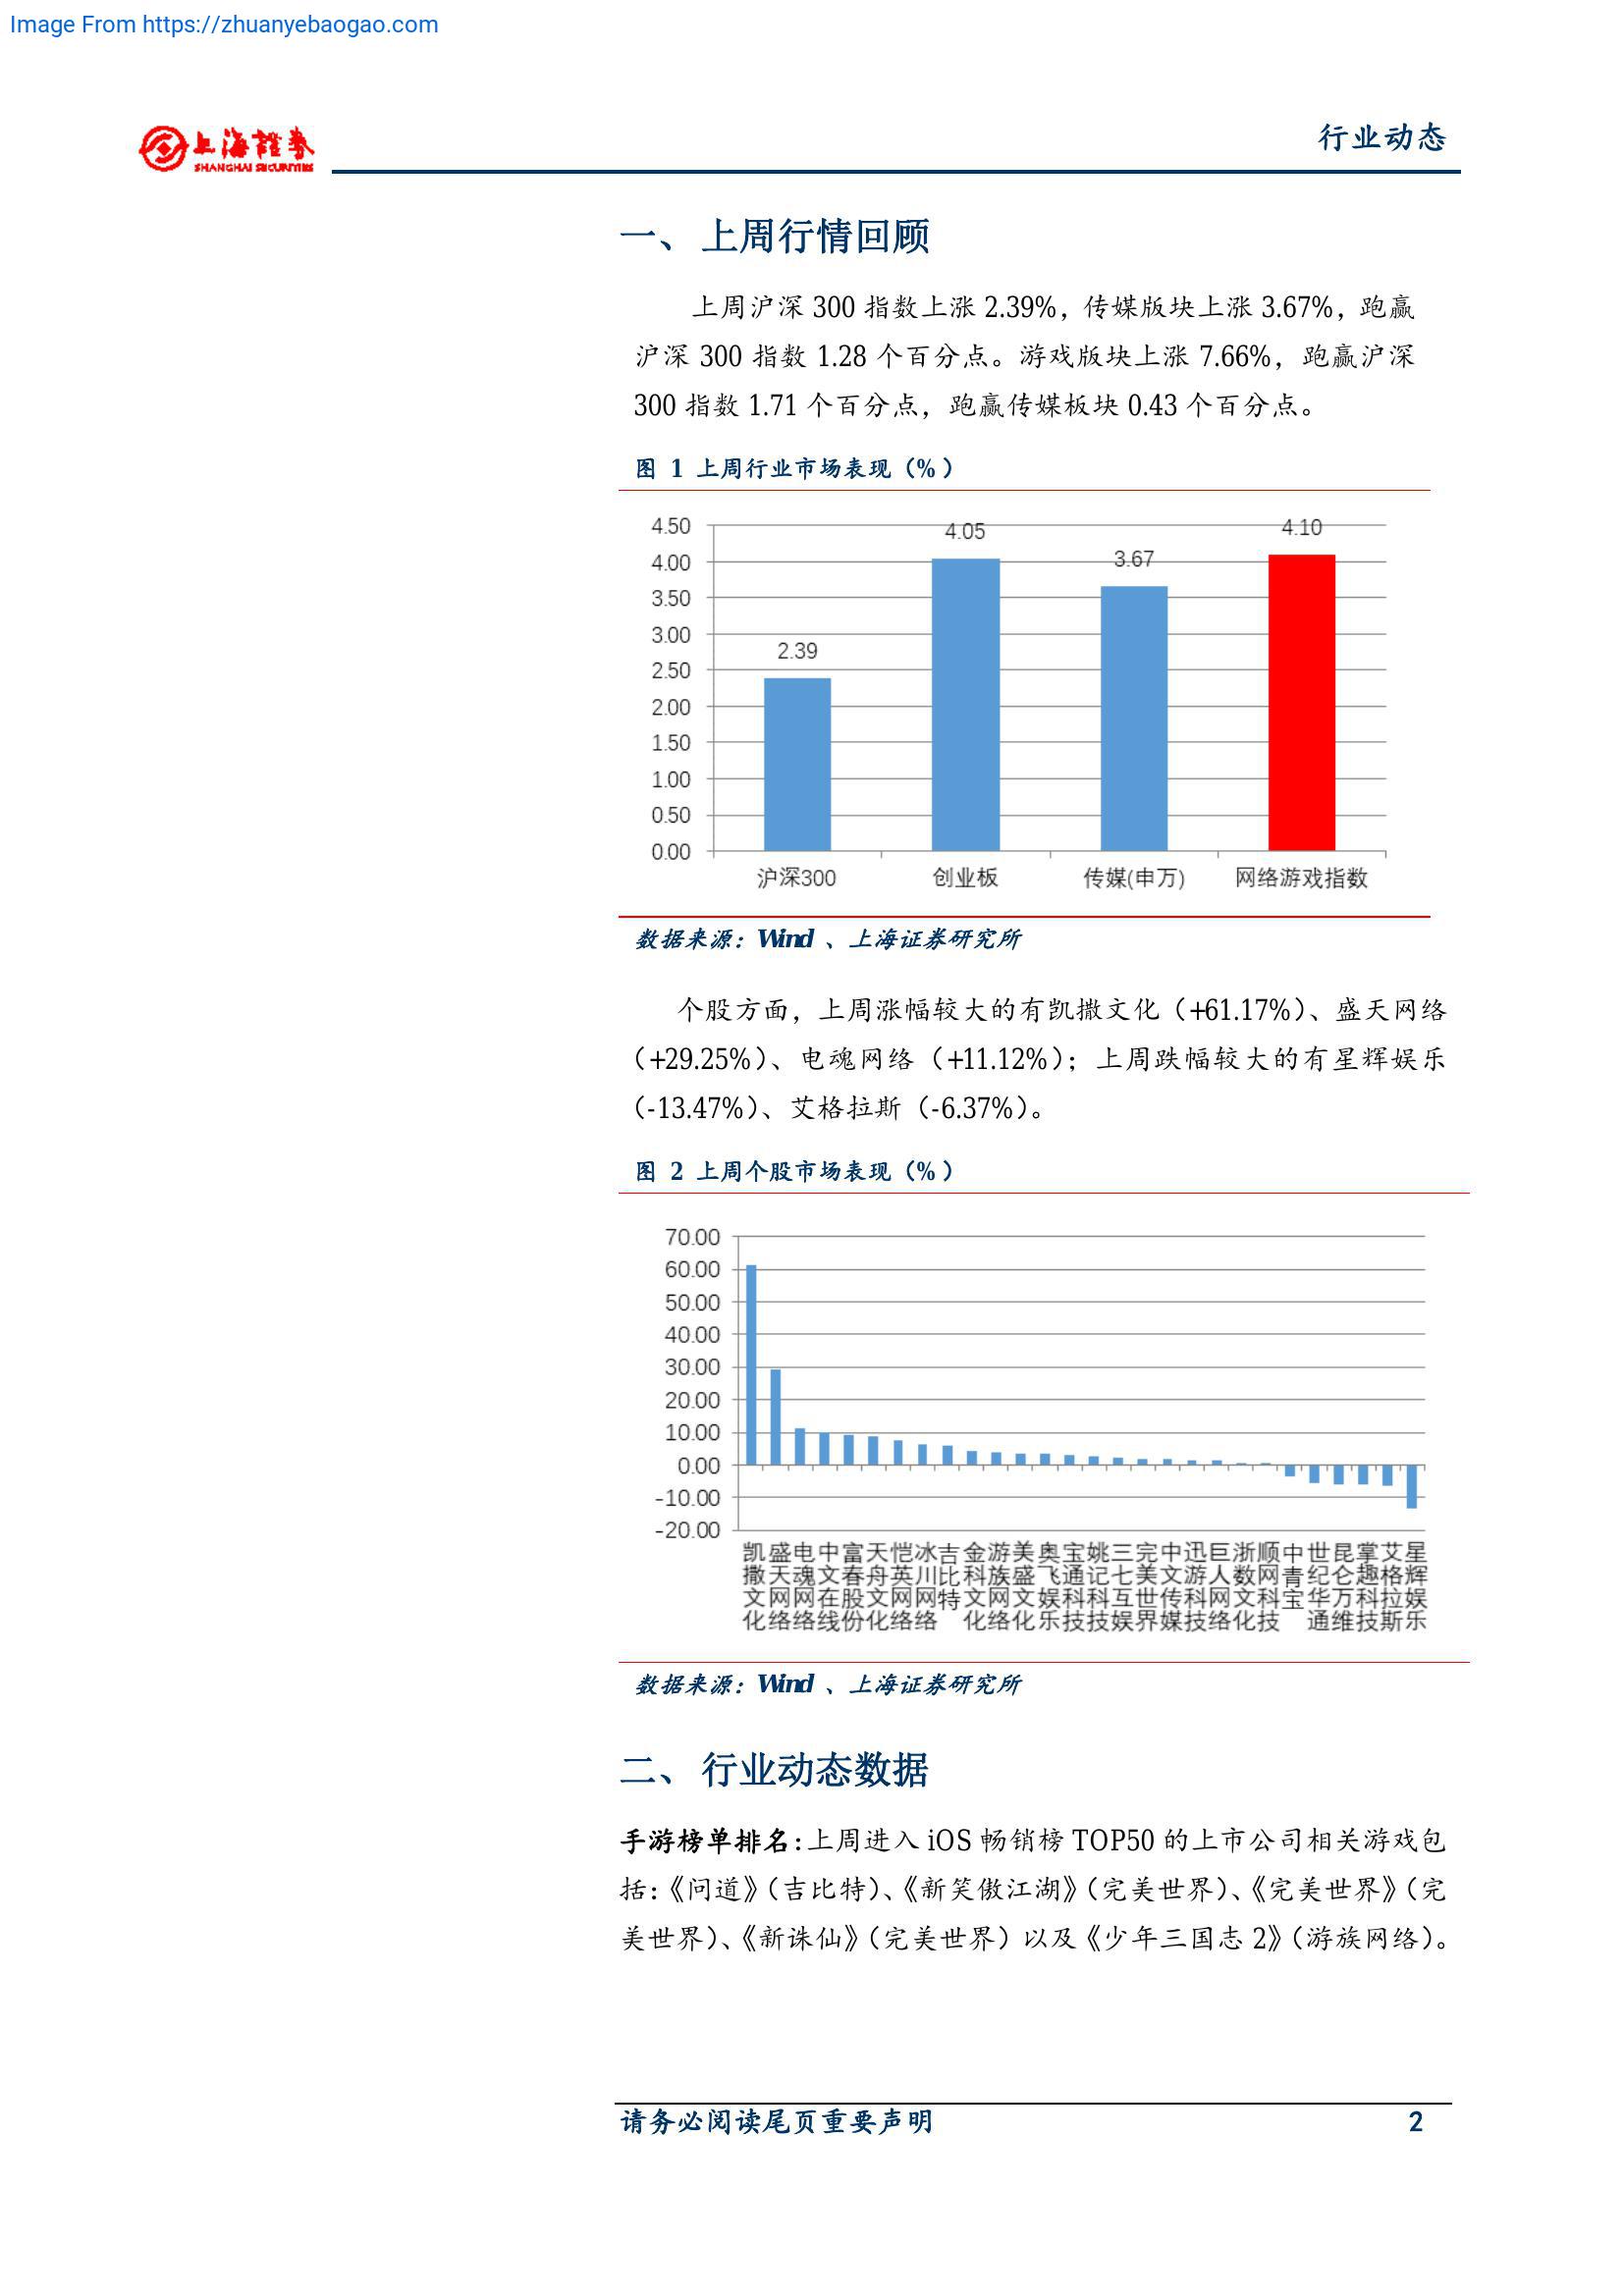 Image From https://zhuanyebaogao.com
上海證券
SHANGHAI SECURITIES
行业动态
一、 上周行情回顾
上周沪深 300 指数上涨 2.39%，传媒版块上涨 3.67%，跑赢
沪深 300 指数 1.28 个百分点。游戏版块上涨 7.66%，跑赢沪深
300 指数 1.71 个百分点，跑赢传媒板块 0.43 个百分点。
图 1 上周行业市场表现（%）
4.50
4.00
3.50
3.00
2.50
2.00
1.50
1.00
0.50
0.00
2.39
4.05
3.67
4.10
沪深300 创业板 传媒(申万) 网络游戏指数
数据来源：Wind 、上海证券研究所
个股方面，上周涨幅较大的有凯撒文化（+61.17%）、盛天网络
（+29.25%）、电魂网络（+11.12%）；上周跌幅较大的有星辉娱乐
（-13.47%）、艾格拉斯（-6.37%）。
图 2 上周个股市场表现（%）
70.00
60.00
50.00
40.00
30.00
20.00
10.00
0.00
-10.00
-20.00
凯撒文化
盛天网络
电魂网络
中文在线
富春股份
天舟文化
恺英网络
冰川网络
吉比特
金科文化
游族网络
美盛文化
奥飞娱乐
宝通科技
姚记科技
三七互娱
完美世界
中文传媒
迅游科技
巨人网络
浙数文化
顺网科技
中青宝
世纪华通
昆仑万维
掌趣科技
艾格拉斯
星辉娱乐
数据来源：Wind 、上海证券研究所
二、 行业动态数据
手游榜单排名：上周进入 iOS 畅销榜 TOP50 的上市公司相关游戏包
括：《问道》（吉比特）、《新笑傲江湖》（完美世界）、《完美世界》（完
美世界）、《新诛仙》（完美世界）以及《少年三国志 2》（游族网络）。
请务必阅读尾页重要声明 2